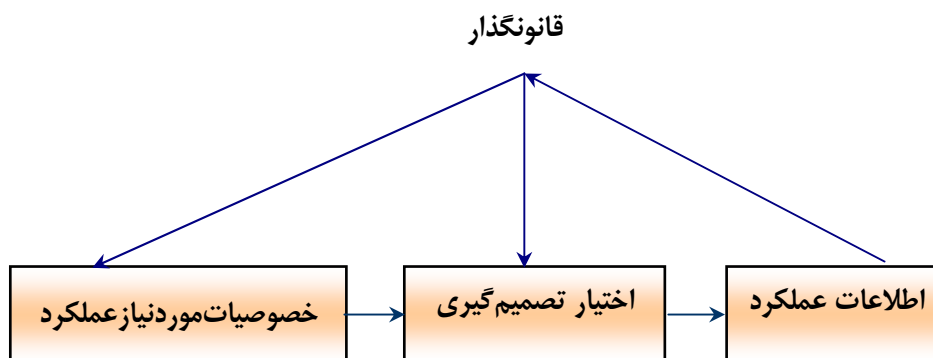 قانونگذار
خصوصیات‌موردنیازعملکرد
اختیار تصمیم‌گیری
اطلاعات عملکرد